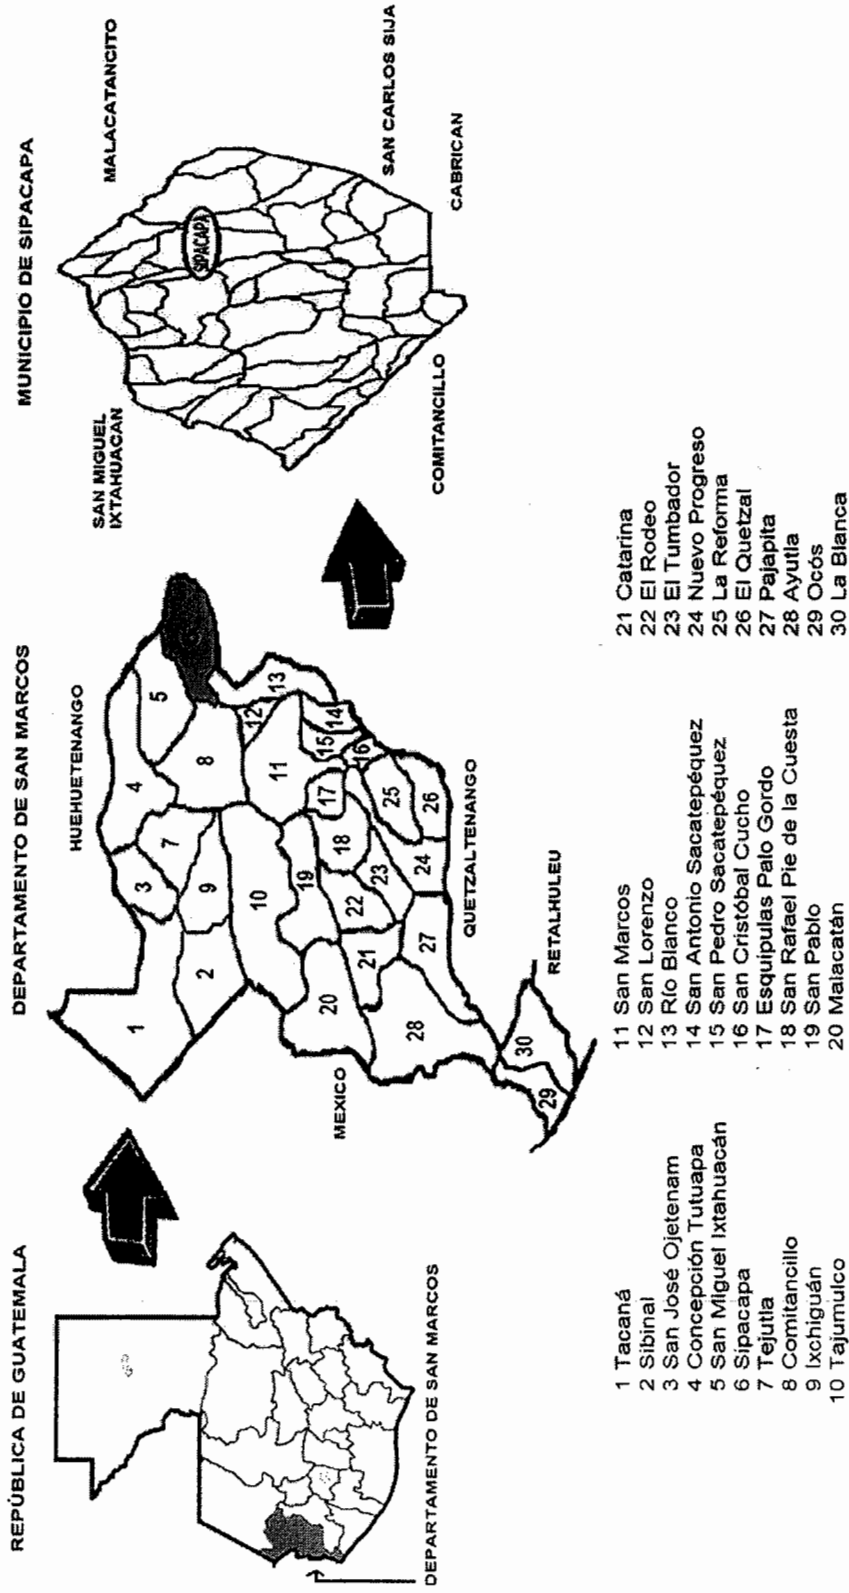 REPÚBLICA DE GUATEMALA
DEPARTAMENTO DE SAN MARCOS
DEPARTAMENTO DE SAN MARCOS
HUEHUETENANGO
MEXICO
QUETZALTENANGO
RETALHULEU
1
2
3
4
5
7
8
9
10
11
12
13
14
15
16
17
18
19
20
21
22
23
24
25
26
27
28
29
30
MUNICIPIO DE SIPACAPA
MALACATANCITO
SAN MIGUEL
IXTAHUACAN
SIPACAPA
SAN CARLOS SIJA
CABRICAN
COMITANCILLO
1 Tacaná
2 Sibinal
3 San José Ojetenam
4 Concepción Tutuapa
5 San Miguel Ixtahuacán
6 Sipacapa
7 Tejutla
8 Comitancillo
9 Ixchiguán
10 Tajumulco
11 San Marcos
12 San Lorenzo
13 Río Blanco
14 San Antonio Sacatepéquez
15 San Pedro Sacatepéquez
16 San Cristóbal Cucho
17 Esquipulas Palo Gordo
18 San Rafael Pie de la Cuesta
19 San Pablo
20 Malacatán
21 Catarina
22 El Rodeo
23 El Tumbador
24 Nuevo Progreso
25 La Reforma
26 El Quetzal
27 Pajapita
28 Ayutla
29 Ocós
30 La Blanca